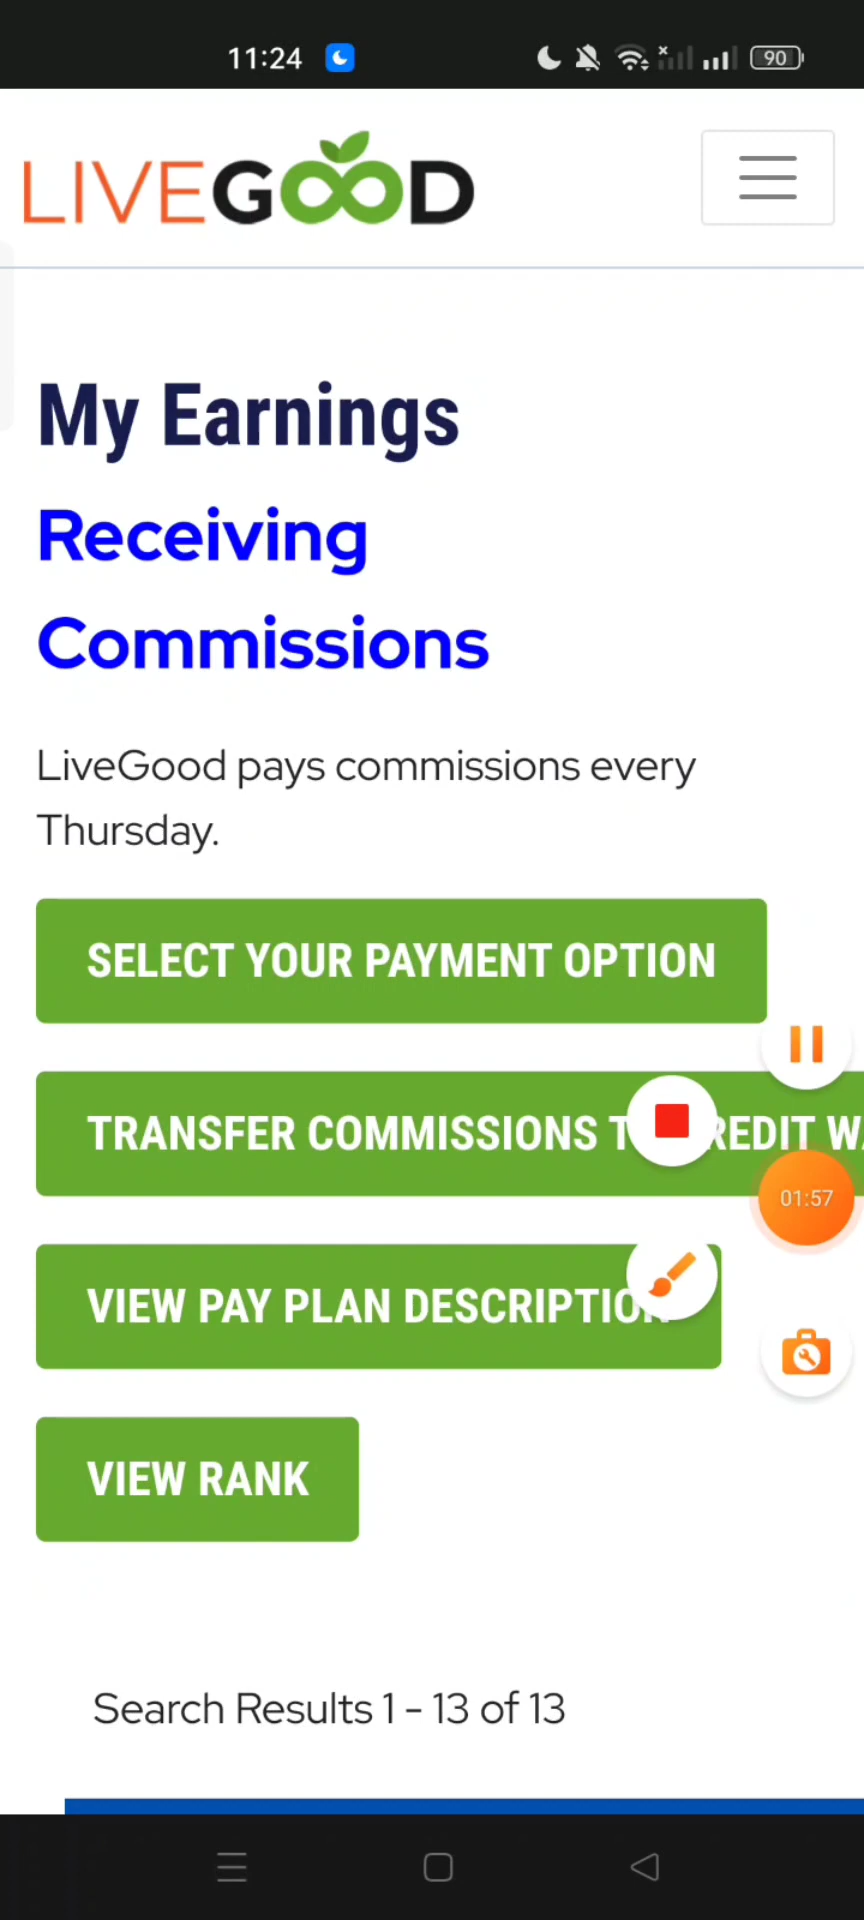 11:24
90
LIVEGOOD
My Earnings
Receiving
Commissions
LiveGood pays commissions every
Thursday.
SELECT YOUR PAYMENT OPTION
TRANSFER COMMISSIONS
01:57
VIEW PAY PLAN DESCRIPTION
VIEW RANK
Search Results 1 - 13 of 13